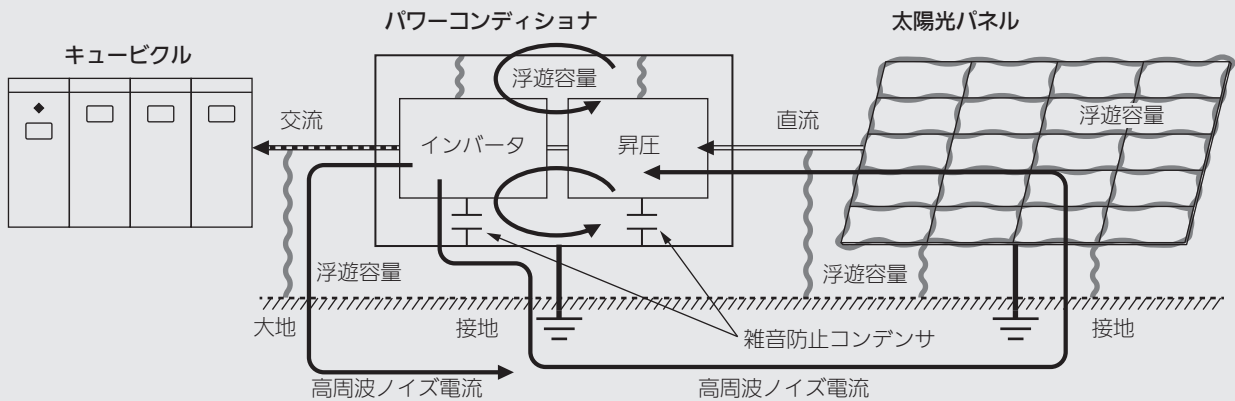 パワーコンディショナ
太陽光パネル
キュービクル
浮遊容量
浮遊容量
交流
直流
インバータ
昇圧
浮遊容量
浮遊容量
大地
接地
雑音防止コンデンサ
接地
高周波ノイズ電流
高周波ノイズ電流